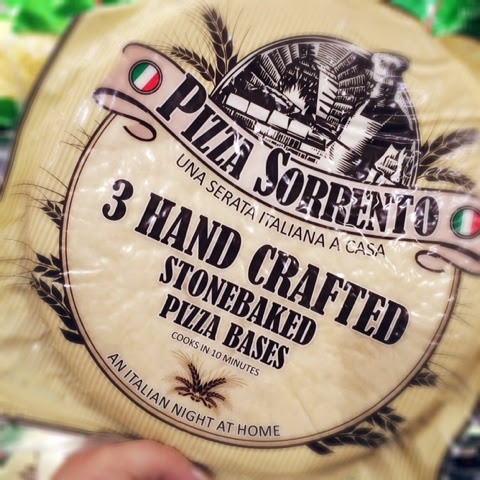 PIZZA SORRENTO
UNA SERATA ITALIANA A CASA
3 HAND CRAFTED
STONEBAKED
PIZZA BASES
COOKS IN 10 MINUTES
AN ITALIAN NIGHT AT HOME